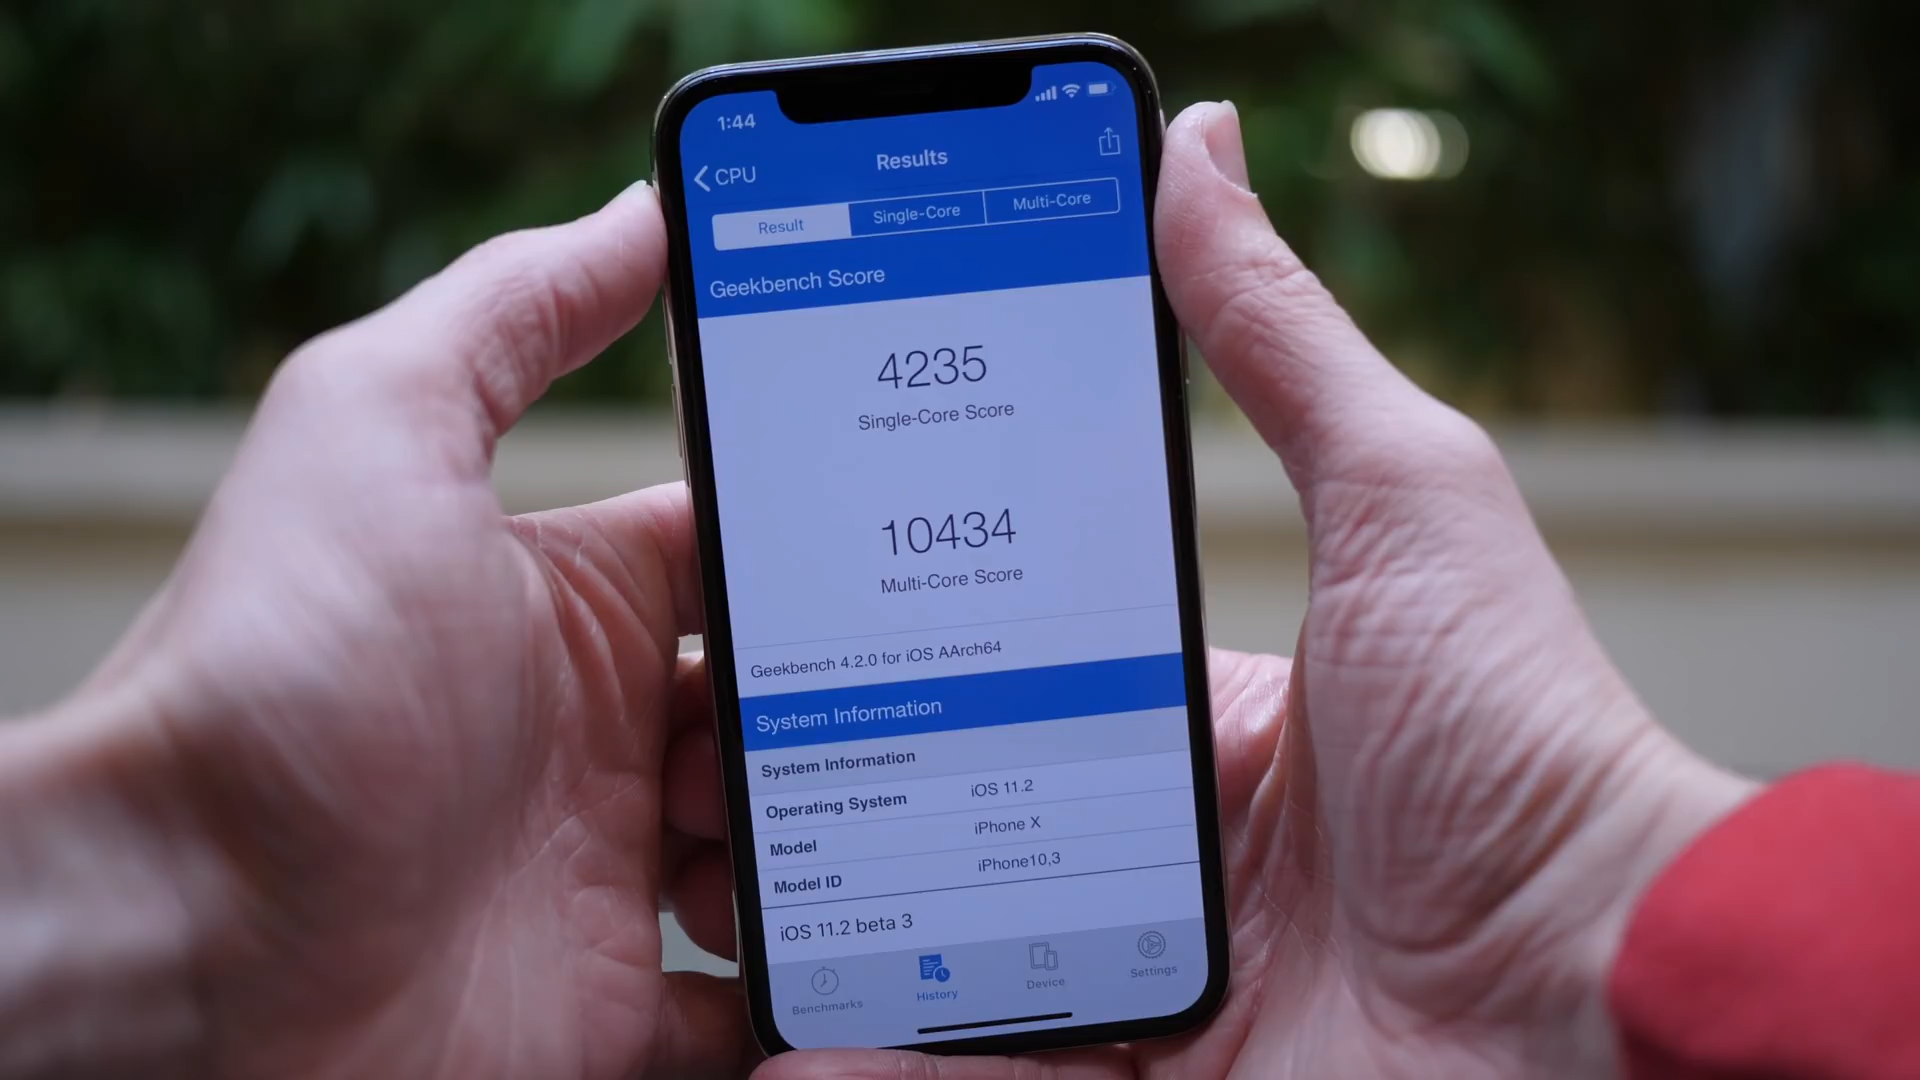 1:44
CPU
Results
Result Single-Core Multi-Core
Geekbench Score
4235
Single-Core Score
10434
Multi-Core Score
Geekbench 4.2.0 for iOS AArch64
System Information
System Information
Operating System iOS 11.2
Model iPhone X
Model ID iPhone10,3
iOS 11.2 beta 3
Benchmarks History Device Settings